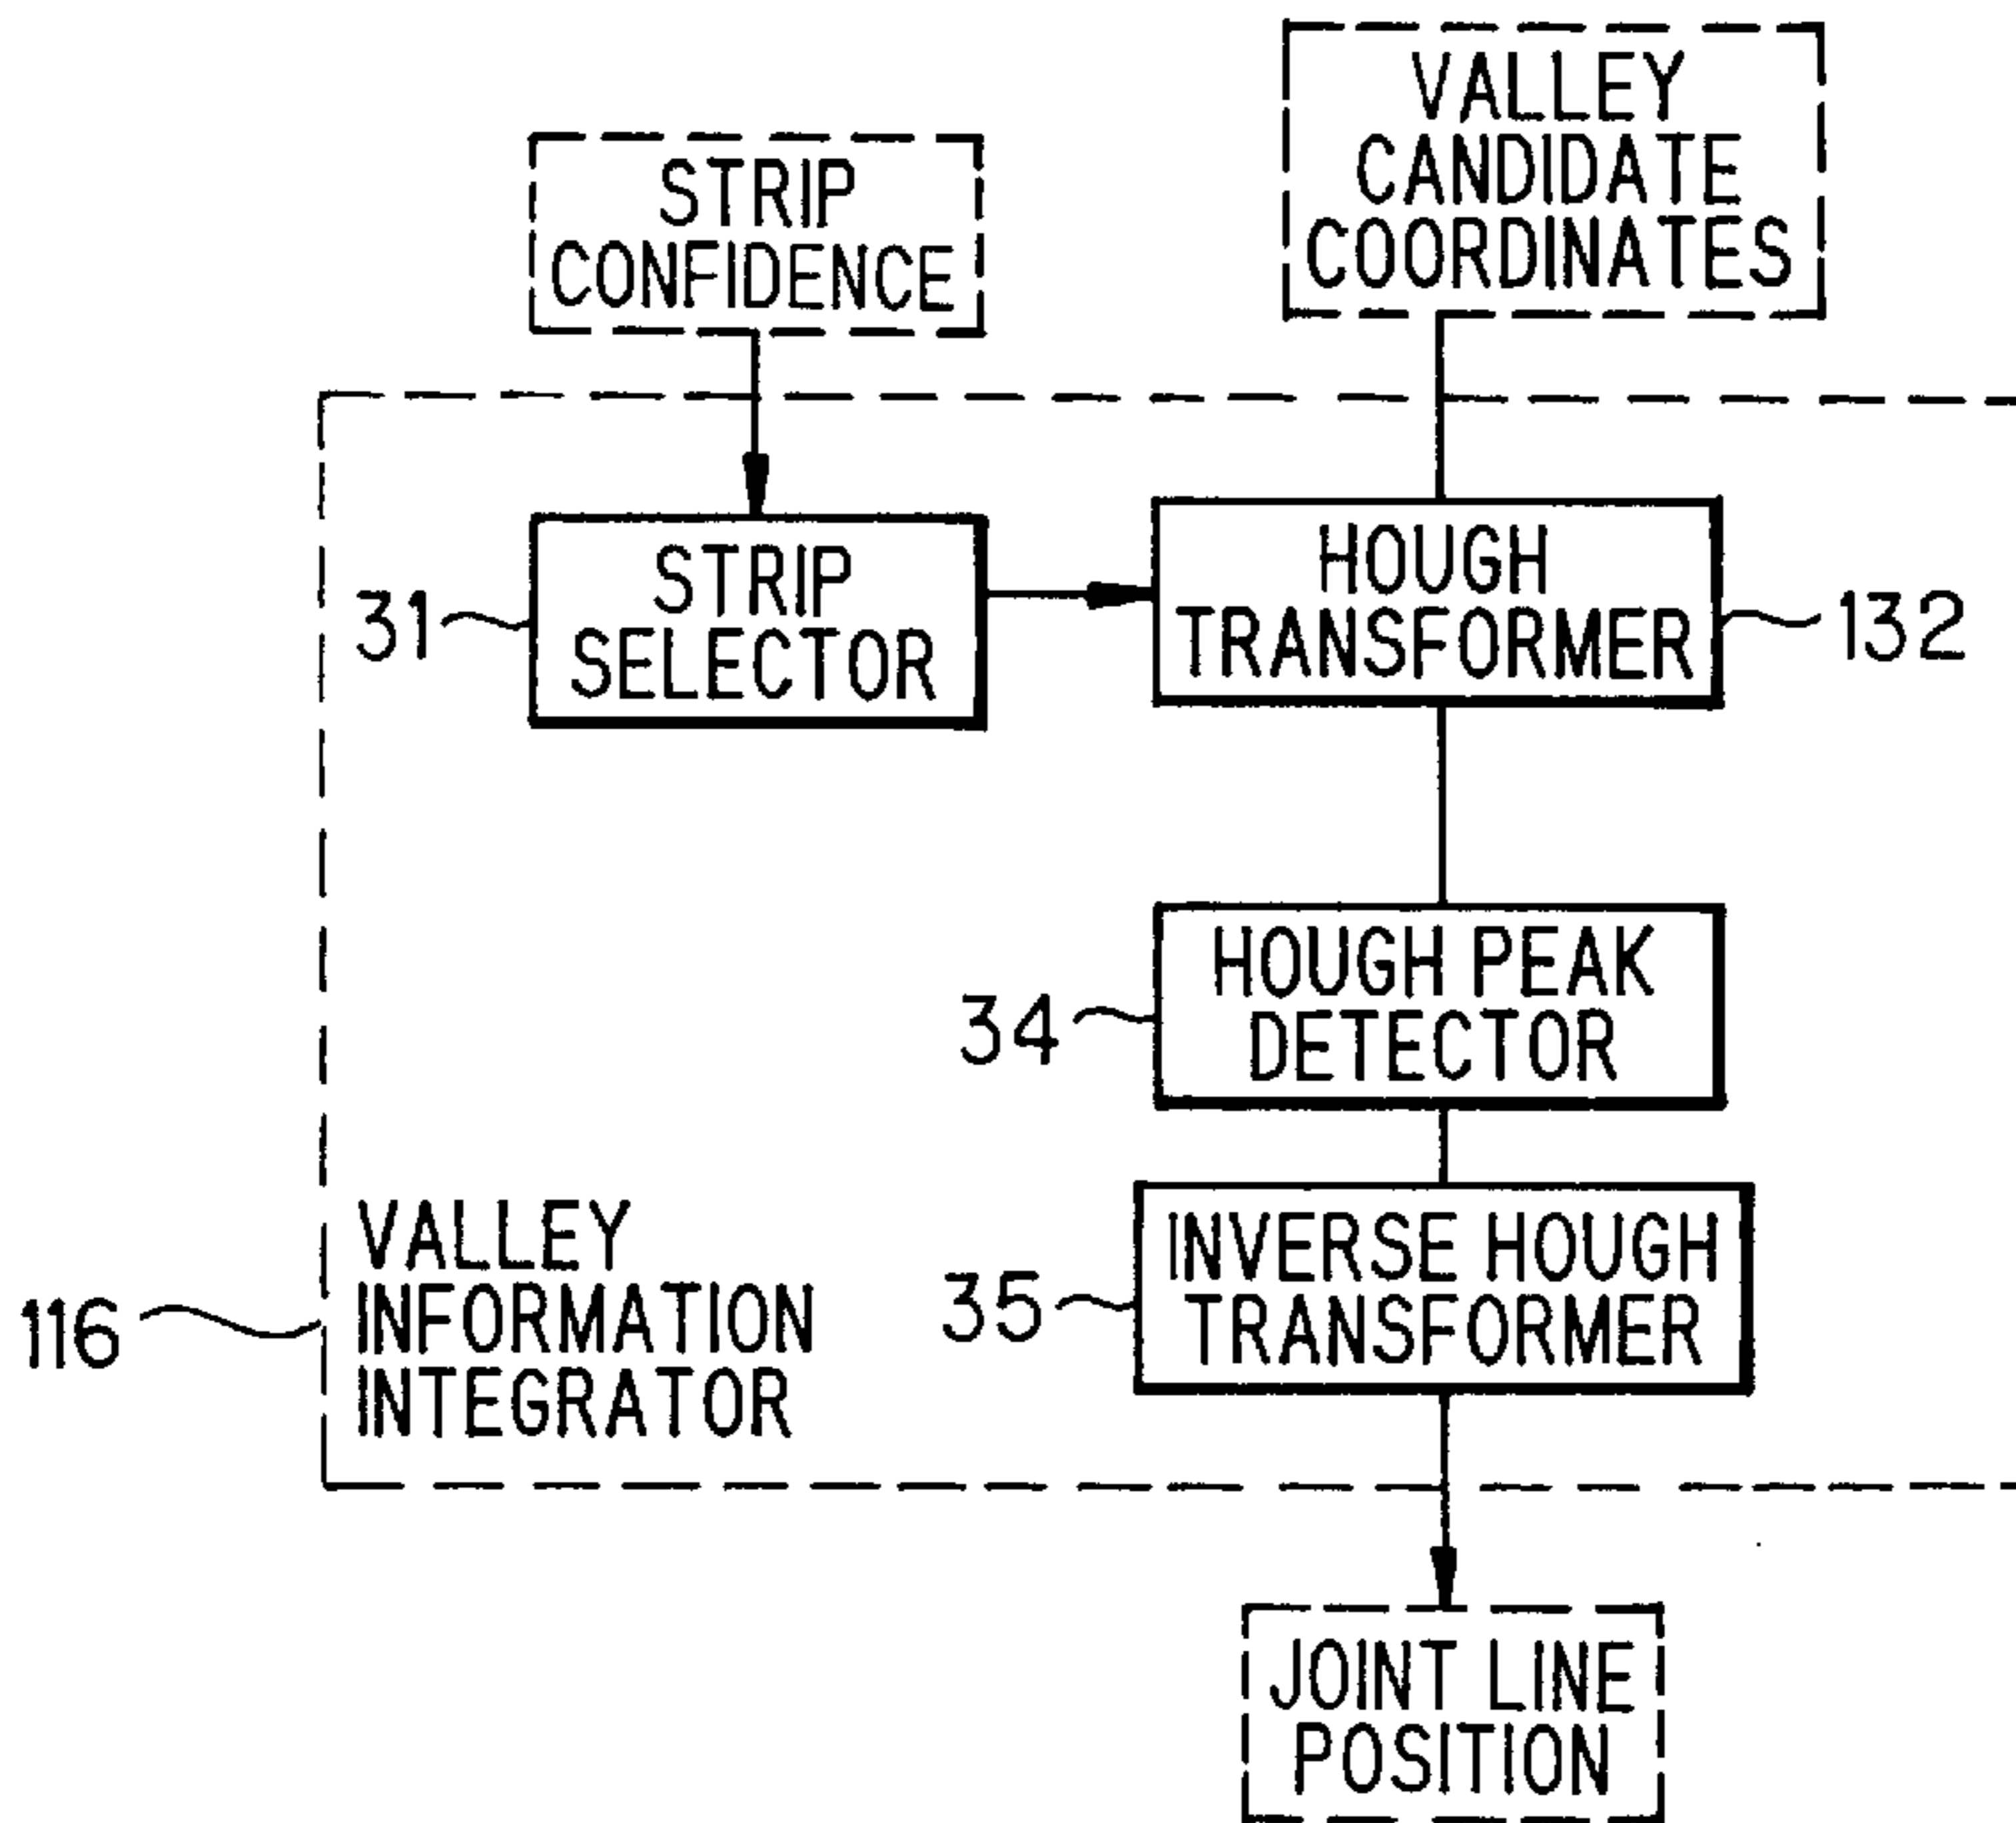 VALLEY
CANDIDATE
COORDINATES
STRIP
CONFIDENCE
STRIP
SELECTOR
31
HOUGH
TRANSFORMER
132
HOUGH PEAK
DETECTOR
34
INVERSE HOUGH
TRANSFORMER
35
VALLEY
INFORMATION
INTEGRATOR
116
JOINT LINE
POSITION